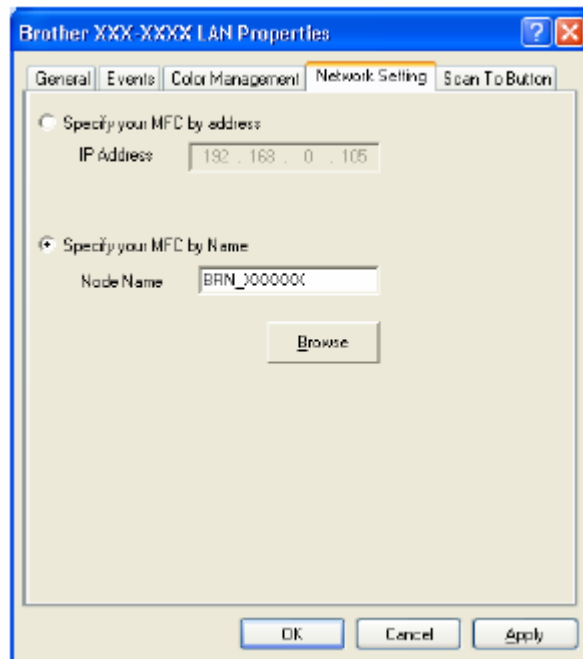 Brother XXX-XXXX LAN Properties
General Events Color Management Network Setting Scan To Button
Specify your MFC by address
IP Address 192 . 168 . 0 . 105
Specify your MFC by Name
Node Name BRN_XXXXXX
Browse
OK Cancel Apply